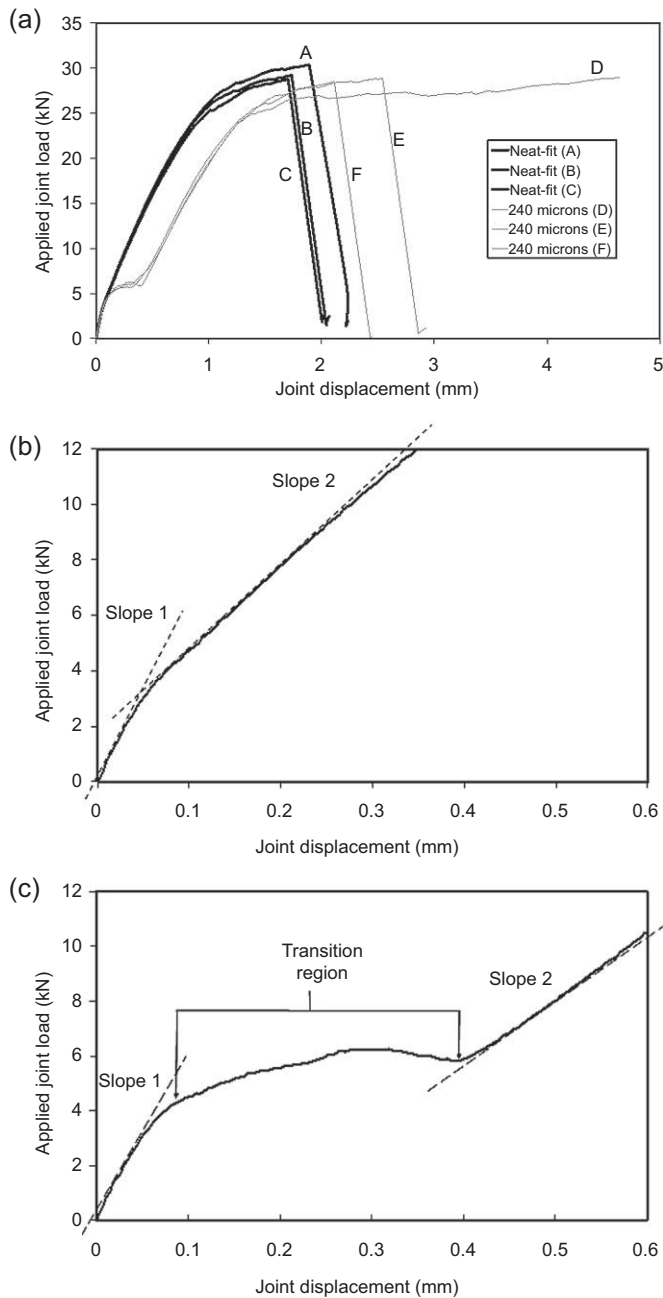 (a)
Applied joint load (kN)
35
30
25
20
15
10
5
0
A
B
C
D
E
F
Neat-fit (A)
Neat-fit (B)
Neat-fit (C)
240 microns (D)
240 microns (E)
240 microns (F)
0 1 2 3 4 5
Joint displacement (mm)
(b)
Applied joint load (kN)
12
10
8
6
4
2
0
Slope 2
Slope 1
0 0.1 0.2 0.3 0.4 0.5 0.6
Joint displacement (mm)
(c)
Applied joint load (kN)
12
10
8
6
4
2
0
Transition
region
Slope 2
Slope 1
0 0.1 0.2 0.3 0.4 0.5 0.6
Joint displacement (mm)